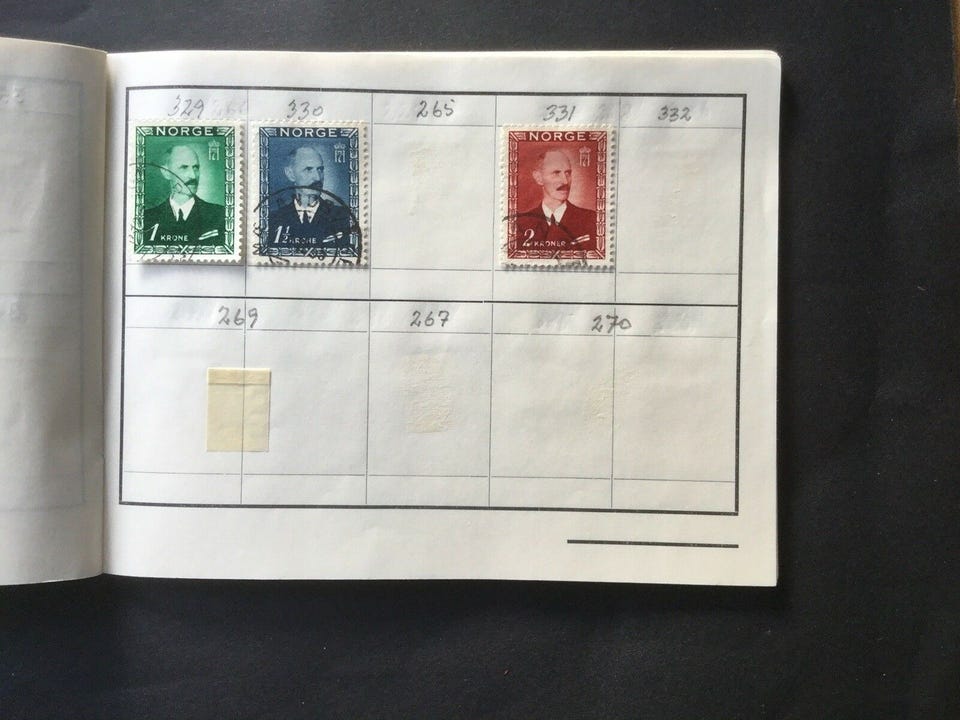 329 330 265 331 332
NORGE NORGE NORGE
1 KRONE 1½ KRONE 2 KRONER
269 267 270